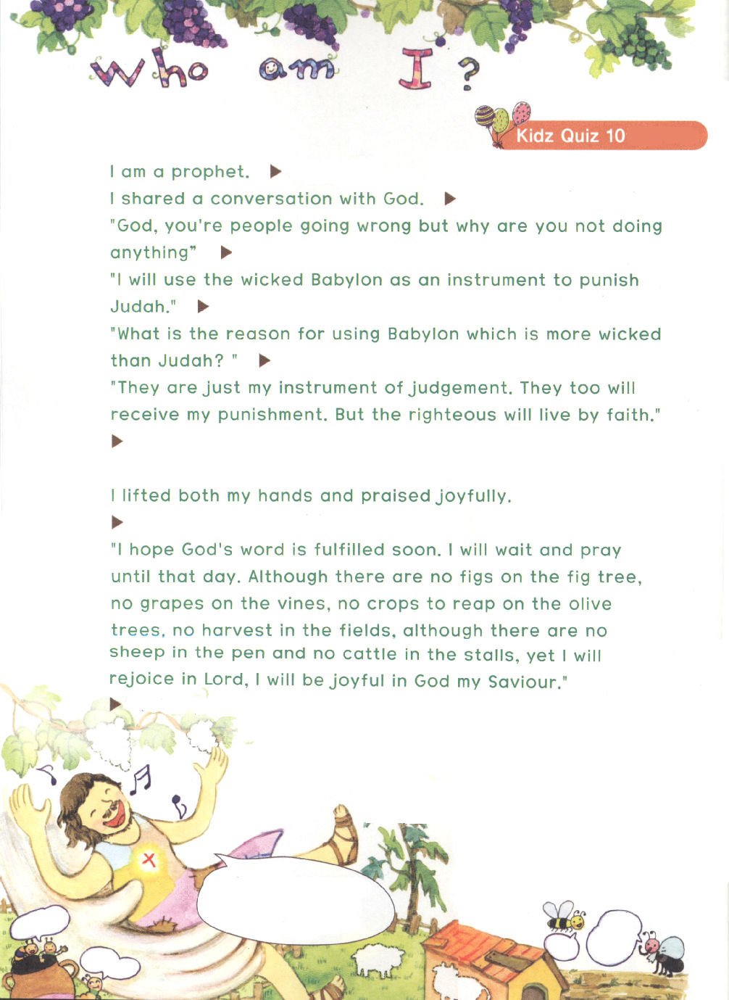 Who am I?
Kidz Quiz 10
I am a prophet. ▶
I shared a conversation with God. ▶
"God, you're people going wrong but why are you not doing
anything" ▶
"I will use the wicked Babylon as an instrument to punish
Judah." ▶
"What is the reason for using Babylon which is more wicked
than Judah? " ▶
"They are just my instrument of judgement. They too will
receive my punishment. But the righteous will live by faith."
▶
I lifted both my hands and praised joyfully.
▶
"I hope God's word is fulfilled soon. I will wait and pray
until that day. Although there are no figs on the fig tree,
no grapes on the vines, no crops to reap on the olive
trees, no harvest in the fields, although there are no
sheep in the pen and no cattle in the stalls, yet I will
rejoice in Lord, I will be joyful in God my Saviour."
▶